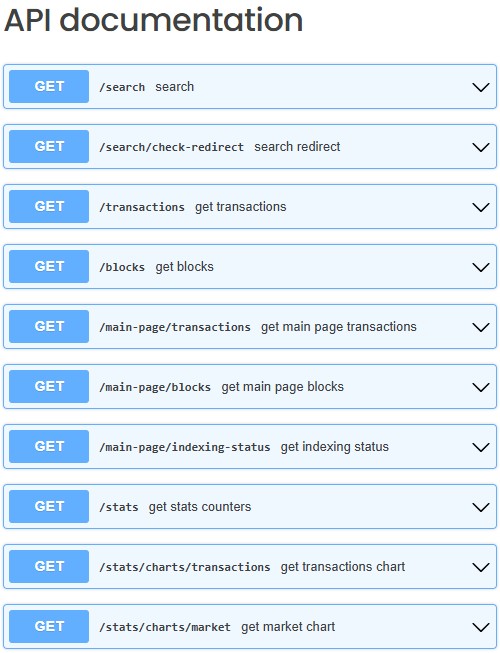 API documentation
GET /search search
GET /search/check-redirect search redirect
GET /transactions get transactions
GET /blocks get blocks
GET /main-page/transactions get main page transactions
GET /main-page/blocks get main page blocks
GET /main-page/indexing-status get indexing status
GET /stats get stats counters
GET /stats/charts/transactions get transactions chart
GET /stats/charts/market get market chart